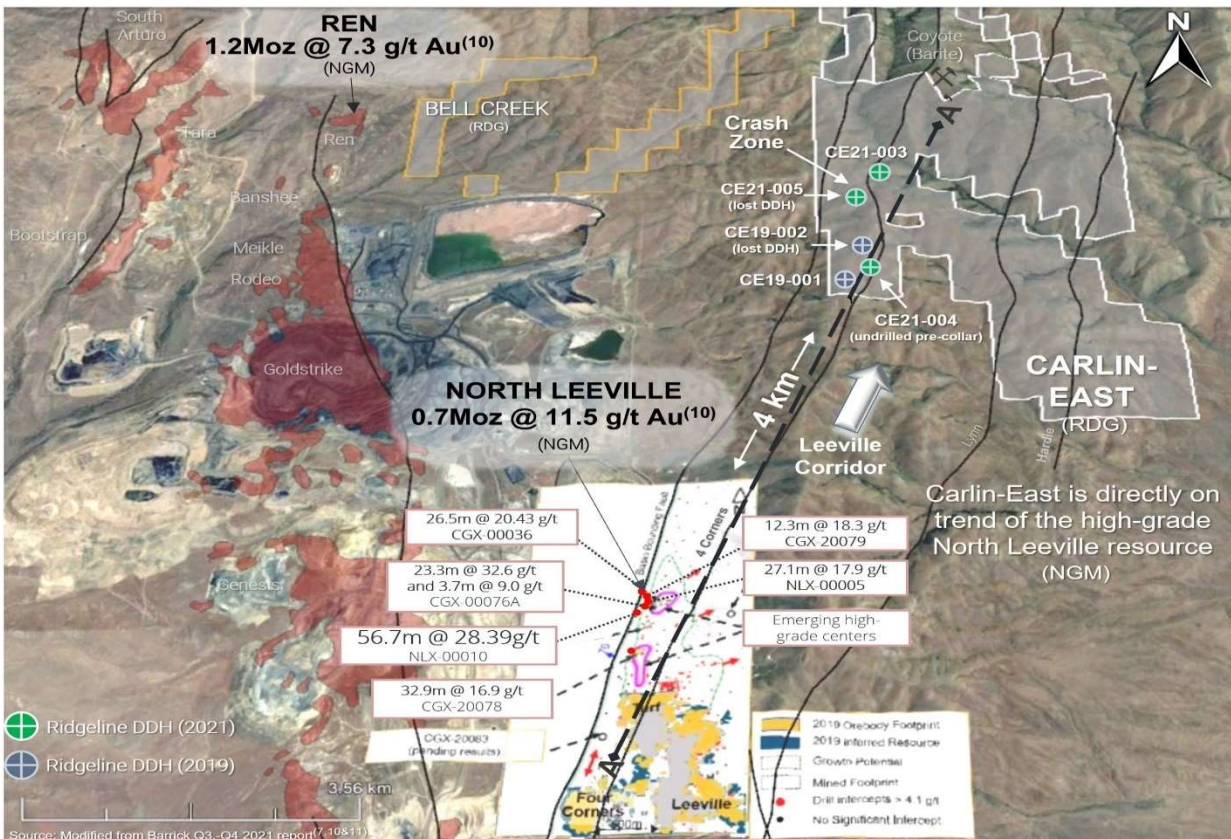 South
Arturo
REN
1.2Moz @ 7.3 g/t Au(10)
(NGM)
Tara
Ren
Banshee
Bootstrap
Meikle
Rodeo
Goldstrike
Genesis
BELL CREEK
(RDG)
Coyote
(Barite)
N
A
Crash
Zone
CE21-003
CE21-005
(lost DDH)
CE19-002
(lost DDH)
CE19-001
CE21-004
(undrilled pre-collar)
CARLIN-
EAST
(RDG)
Lynn
Hardie
4 km
Leeville
Corridor
Carlin-East is directly on
trend of the high-grade
North Leeville resource
(NGM)
NORTH LEEVILLE
0.7Moz @ 11.5 g/t Au(10)
(NGM)
Basin Bounding Fault
4 Corners
26.5m @ 20.43 g/t
CGX-00036
23.3m @ 32.6 g/t
and 3.7m @ 9.0 g/t
CGX-00076A
56.7m @ 28.39g/t
NLX-00010
32.9m @ 16.9 g/t
CGX-20078
CGX-20083
(pending results)
12.3m @ 18.3 g/t
CGX-20079
27.1m @ 17.9 g/t
NLX-00005
Emerging high-
grade centers
A
Four
Corners
Leeville
2019 Orebody Footprint
2019 Inferred Resource
Growth Potential
Mined Footprint
Drill intercepts > 4.1 g/t
No Significant Intercept
Ridgeline DDH (2021)
Ridgeline DDH (2019)
3.56 km
Source: Modified from Barrick Q3.-Q4 2021 report(7,10&11)